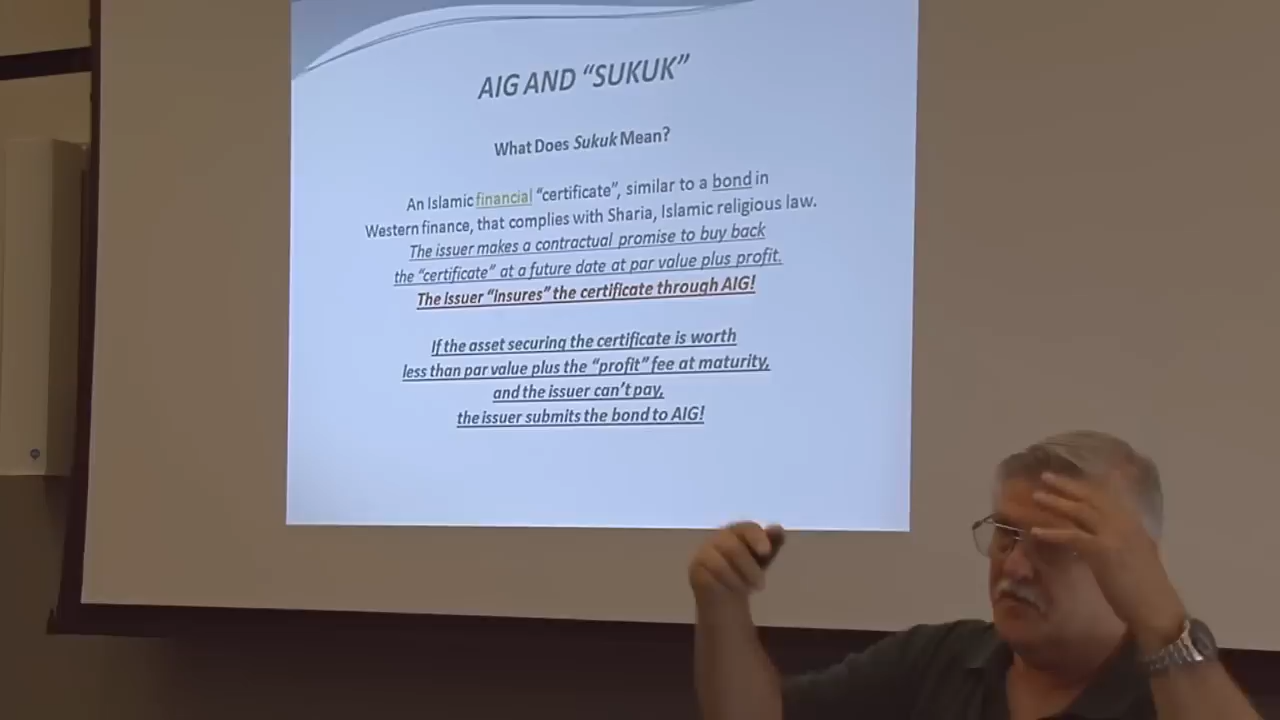 AIG AND “SUKUK”
What Does Sukuk Mean?
An Islamic financial “certificate”, similar to a bond in
Western finance, that complies with Sharia, Islamic religious law.
The issuer makes a contractual promise to buy back
the “certificate” at a future date at par value plus profit.
The Issuer “Insures” the certificate through AIG!
If the asset securing the certificate is worth
less than par value plus the “profit” fee at maturity,
and the issuer can’t pay,
the issuer submits the bond to AIG!